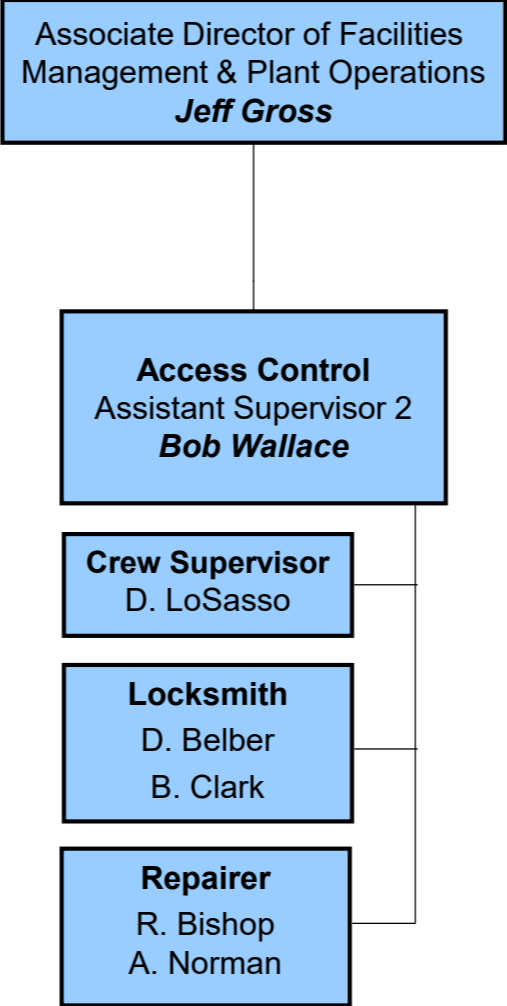 Associate Director of Facilities
Management & Plant Operations
Jeff Gross
Access Control
Assistant Supervisor 2
Bob Wallace
Crew Supervisor
D. LoSasso
Locksmith
D. Belber
B. Clark
Repairer
R. Bishop
A. Norman